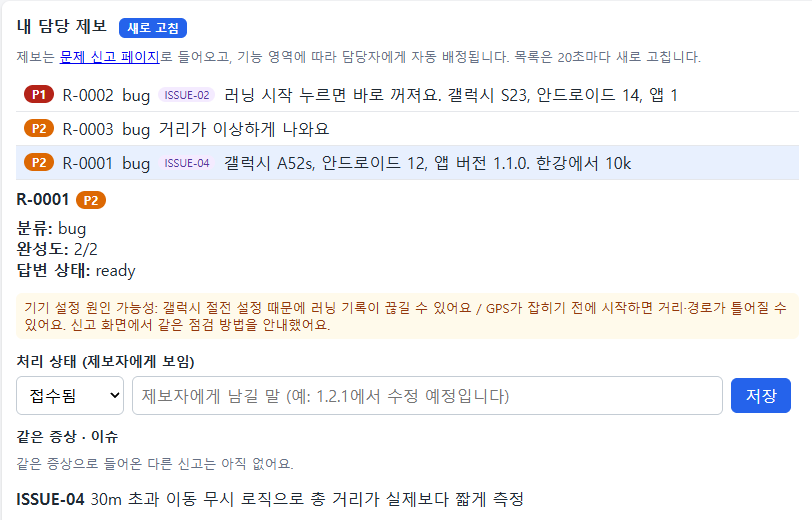 내 담당 제보 새로 고침
제보는 문제 신고 페이지로 들어오고, 기능 영역에 따라 담당자에게 자동 배정됩니다. 목록은 20초마다 새로 고칩니다.
P1 R-0002 bug ISSUE-02 러닝 시작 누르면 바로 꺼져요. 갤럭시 S23, 안드로이드 14, 앱 1
P2 R-0003 bug 거리가 이상하게 나와요
P2 R-0001 bug ISSUE-04 갤럭시 A52s, 안드로이드 12, 앱 버전 1.1.0. 한강에서 10k
R-0001 P2
분류: bug
완성도: 2/2
답변 상태: ready
기기 설정 원인 가능성: 갤럭시 절전 설정 때문에 러닝 기록이 끊길 수 있어요 / GPS가 잡히기 전에 시작하면 거리·경로가 틀어질 수
있어요. 신고 화면에서 같은 점검 방법을 안내했어요.
처리 상태 (제보자에게 보임)
접수됨 제보자에게 남길 말 (예: 1.2.1에서 수정 예정입니다) 저장
같은 증상 · 이슈
같은 증상으로 들어온 다른 신고는 아직 없어요.
ISSUE-04 30m 초과 이동 무시 로직으로 총 거리가 실제보다 짧게 측정